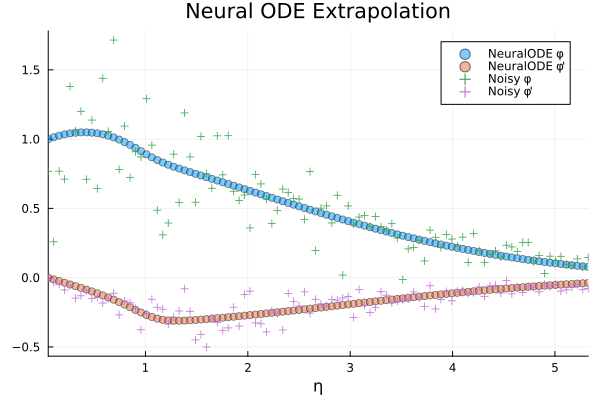 Neural ODE Extrapolation
NeuralODE φ
NeuralODE φ'
Noisy φ
Noisy φ'
1.5
1.0
0.5
0.0
−0.5
1
2
3
4
5
η